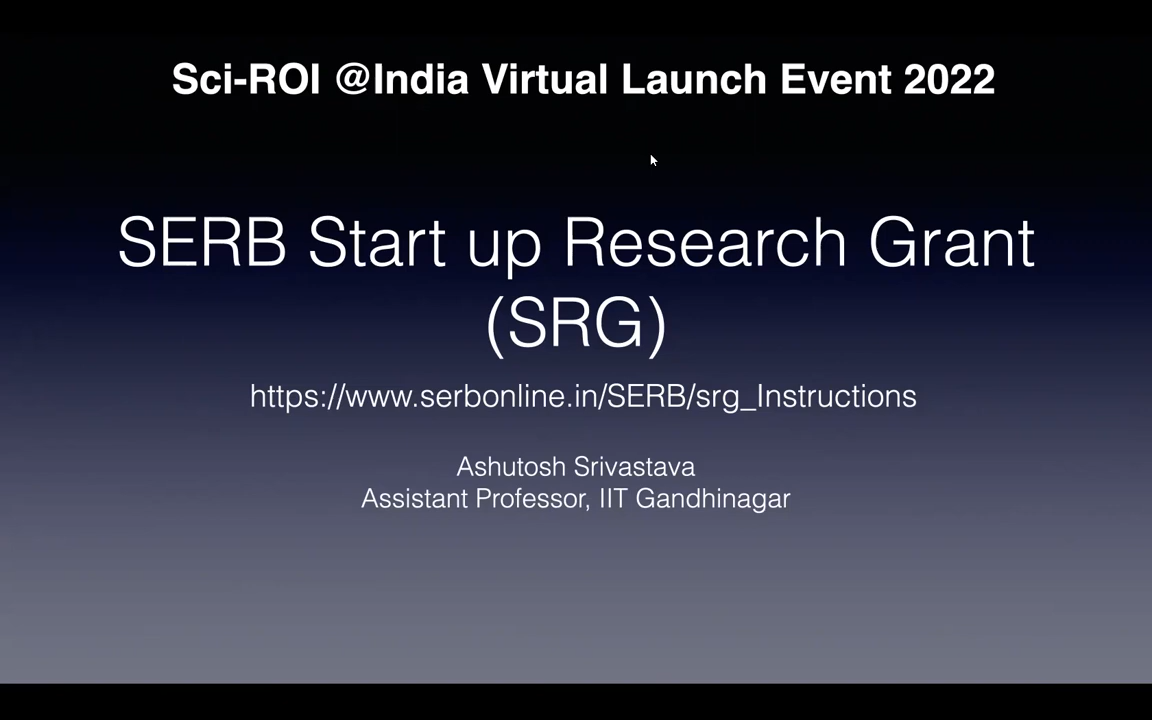 Sci-ROI @India Virtual Launch Event 2022
SERB Start up Research Grant
(SRG)
https://www.serbonline.in/SERB/srg_Instructions
Ashutosh Srivastava
Assistant Professor, IIT Gandhinagar